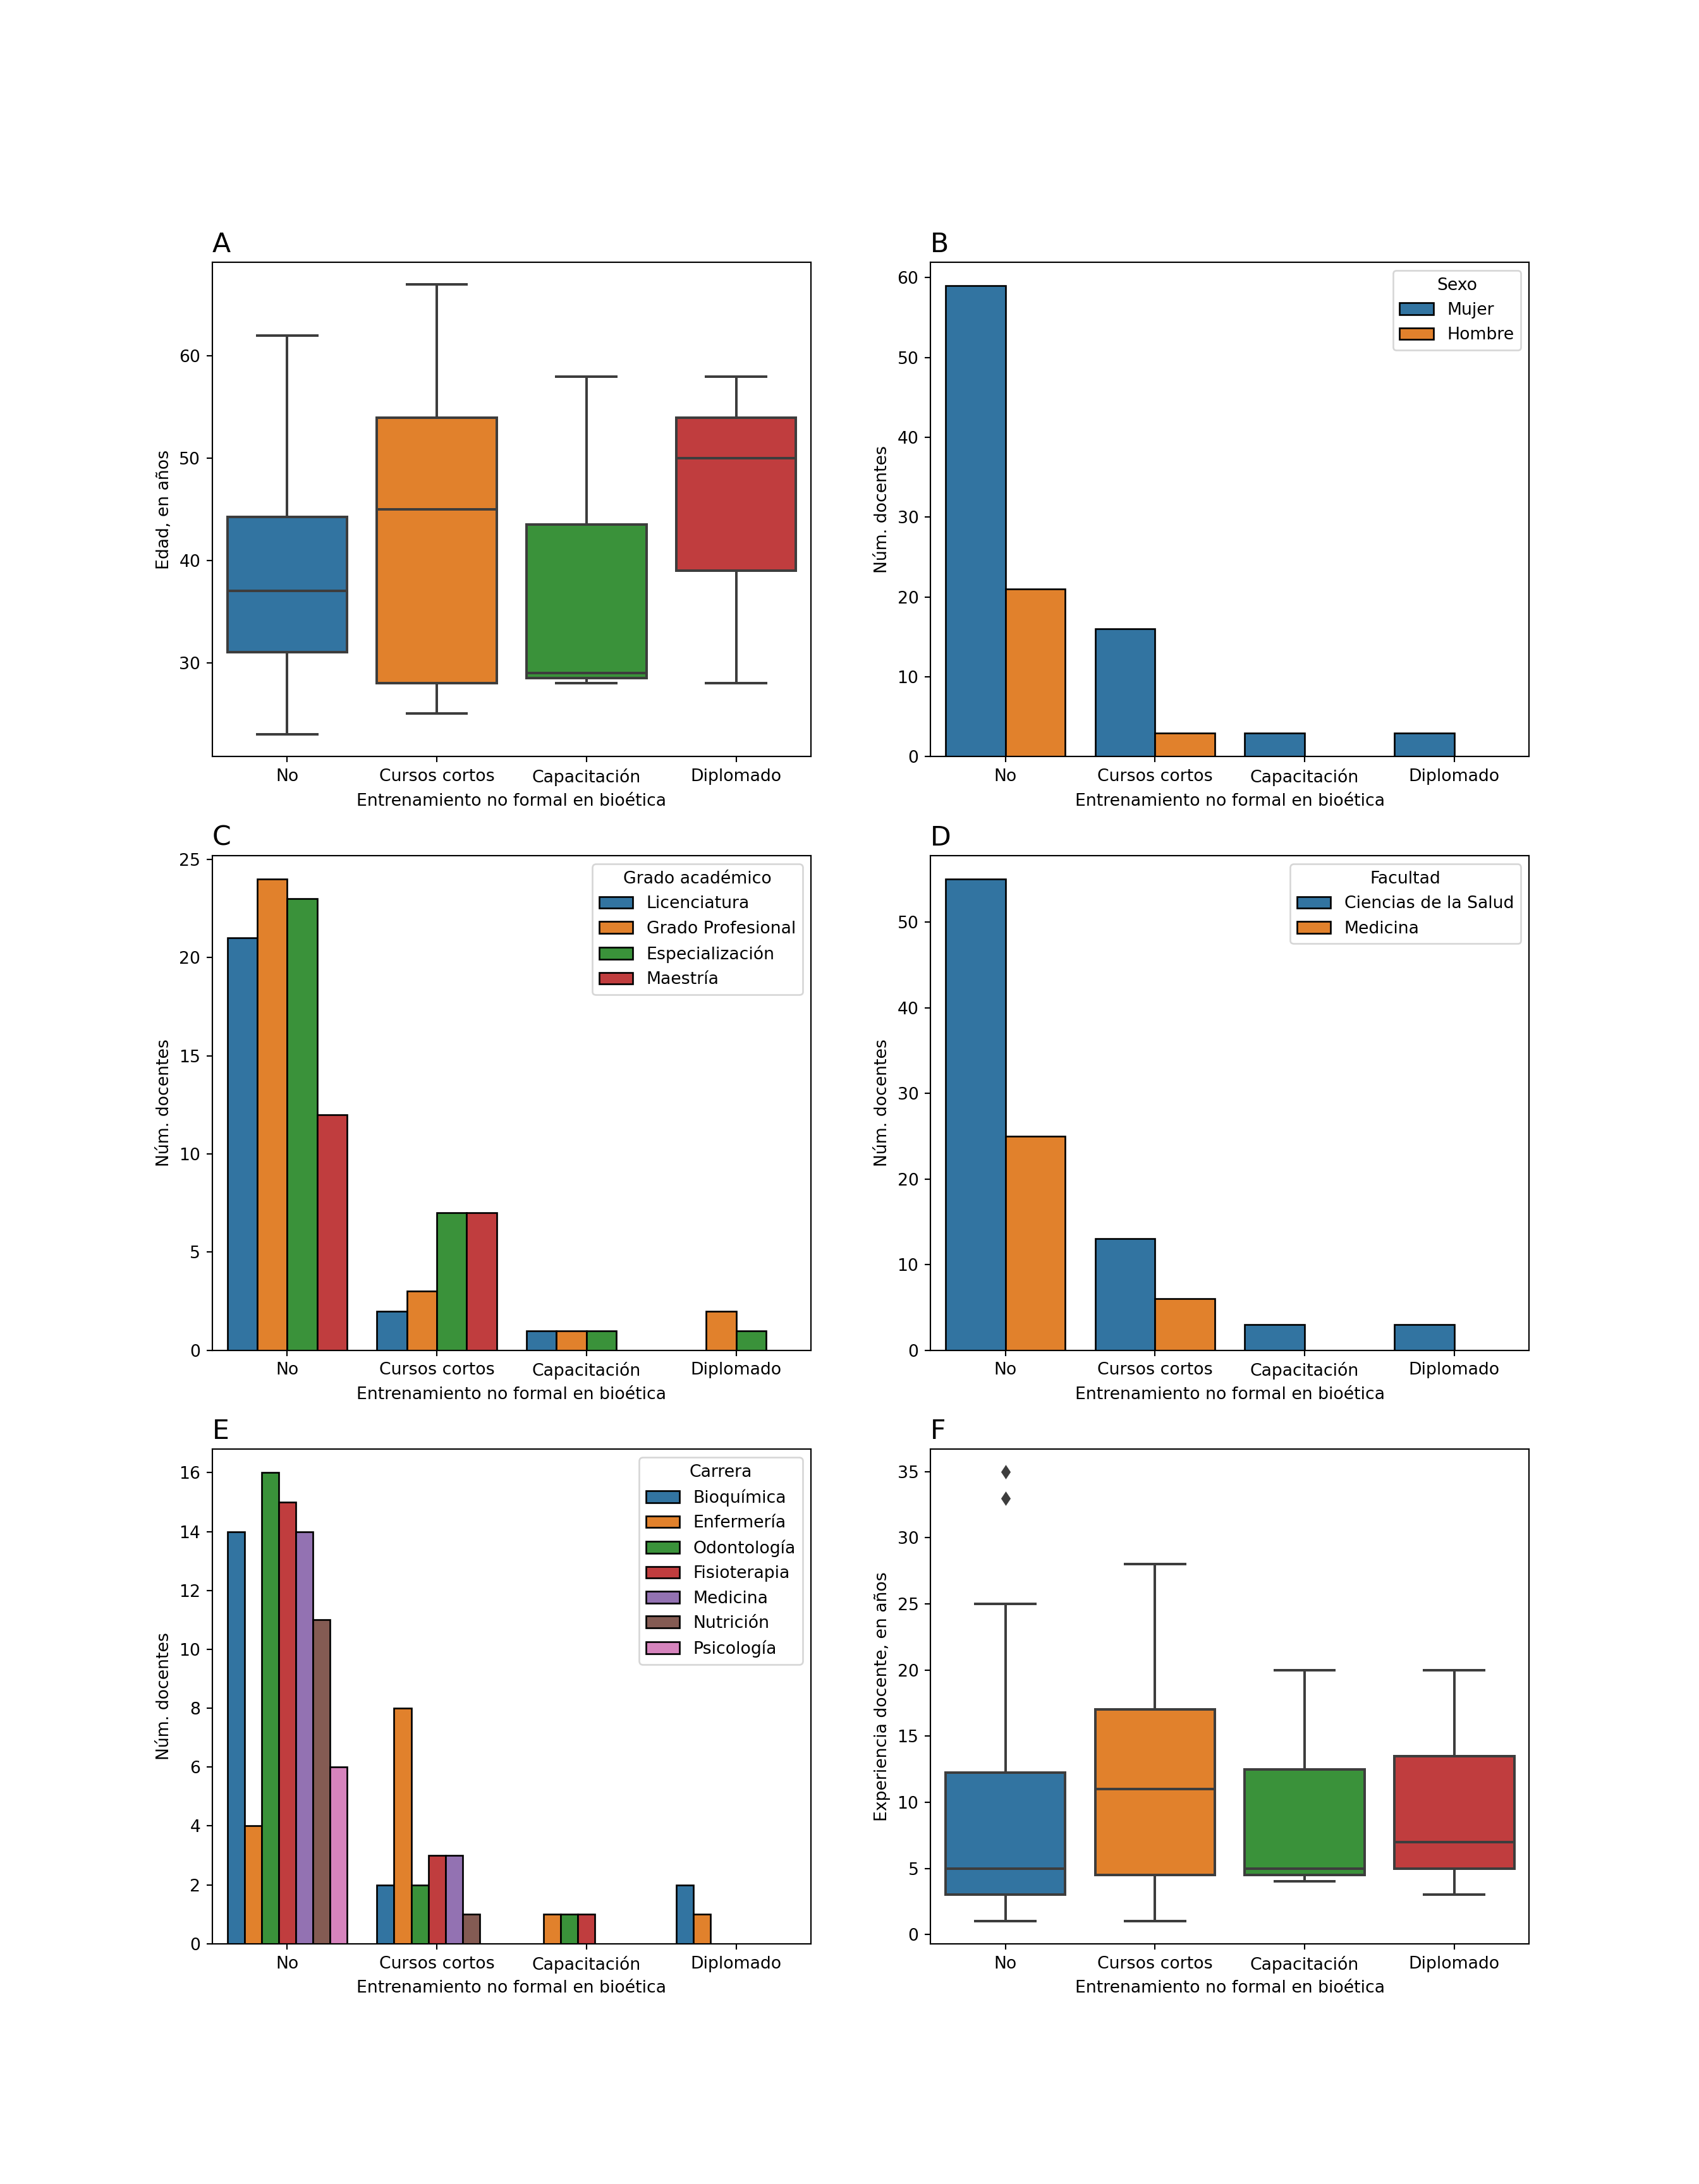 A
60
50
40
30
Edad, en años
No Cursos cortos Capacitación Diplomado
Entrenamiento no formal en bioética
B
60
50
40
30
20
10
0
Núm. docentes
Sexo
Mujer
Hombre
No Cursos cortos Capacitación Diplomado
Entrenamiento no formal en bioética
C
25
20
15
10
5
0
Núm. docentes
Grado académico
Licenciatura
Grado Profesional
Especialización
Maestría
No Cursos cortos Capacitación Diplomado
Entrenamiento no formal en bioética
D
50
40
30
20
10
0
Núm. docentes
Facultad
Ciencias de la Salud
Medicina
No Cursos cortos Capacitación Diplomado
Entrenamiento no formal en bioética
E
16
14
12
10
8
6
4
2
0
Núm. docentes
Carrera
Bioquímica
Enfermería
Odontología
Fisioterapia
Medicina
Nutrición
Psicología
No Cursos cortos Capacitación Diplomado
Entrenamiento no formal en bioética
F
35
30
25
20
15
10
5
0
Experiencia docente, en años
No Cursos cortos Capacitación Diplomado
Entrenamiento no formal en bioética